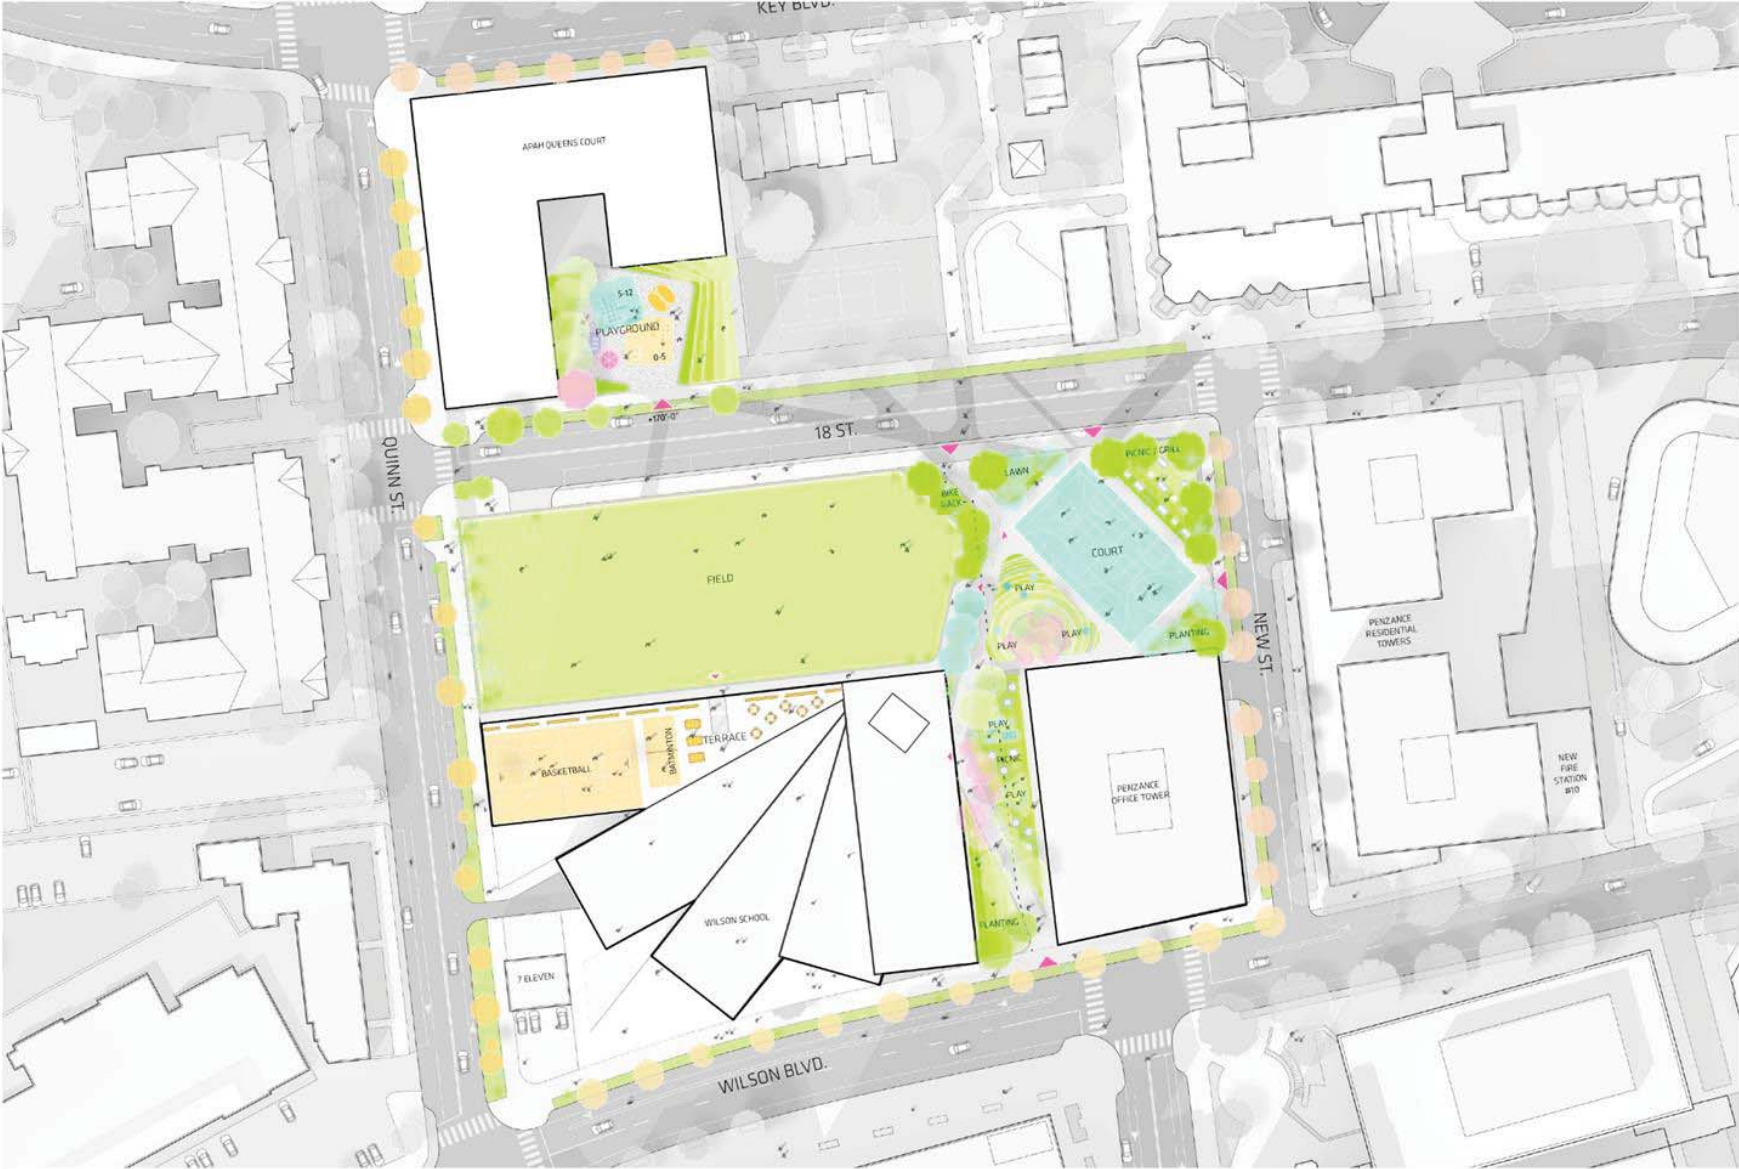 KEY BLVD.
APAH QUEENS COURT
5-12
PLAYGROUND
0-5
+170'-0"
18 ST.
QUINN ST.
LAWN
PICNIC / GRILL
BIKE
RACK
COURT
FIELD
PLAY
PLAY
PLAY
PLANTING
NEW ST.
PENZANCE
RESIDENTIAL
TOWERS
BASKETBALL
BATMINTON
TERRACE
PLAY
PICNIC
PLAY
PENZANCE
OFFICE TOWER
NEW
FIRE
STATION
#10
WILSON SCHOOL
PLANTING
7 ELEVEN
WILSON BLVD.